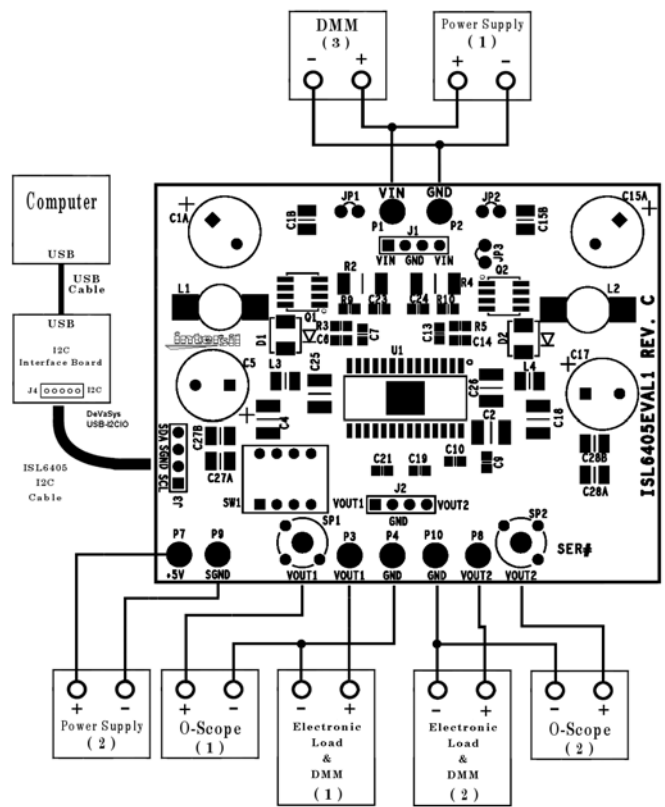 DMM
(3)
- +
Power Supply
(1)
+ -
Computer
USB
USB
Cable
USB
I2C
Interface Board
J4 I2C
DeVaSys
USB-I2CIO
ISL6405
I2C
Cable
C1A +
C1B
JP1
VIN GND
P1 P2
JP2
C15B
C15A +
J1
VIN GND VIN
JP3
R2
R4
Q2
L1
L2
R9 C23 C24 R10
Q1
intersil
D1
R3
C6
C7
C13
R5
C14
D2
U1
L3
C25
C5 +
C4
C26
L4
C17 +
C2
C18
C27B
C27A
C21 C19 C10
C9
C28B
C28A
ISL6405EVAL1 REV. C
SDA SGND SCL
J3
SW1
J2
VOUT1 VOUT2
GND
SP1
SP2
SER#
P7 P9 P3 P4 P10 P8
+5V SGND VOUT1 VOUT1 GND GND VOUT2 VOUT2
+ -
Power Supply
(2)
+ -
O-Scope
(1)
- +
Electronic
Load
&
DMM
(1)
- +
Electronic
Load
&
DMM
(2)
- +
O-Scope
(2)